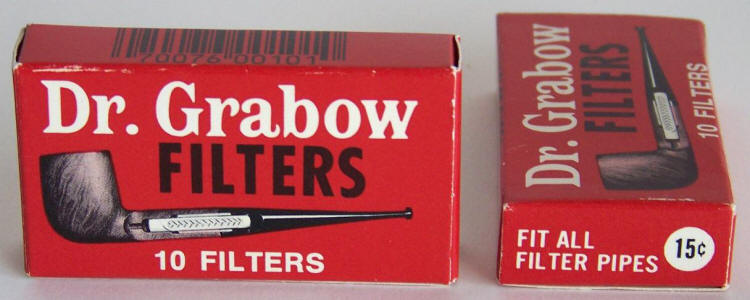 70076 00101
Dr. Grabow
FILTERS
10 FILTERS
Dr. Grabow
FILTERS
10 FILTERS
FIT ALL
FILTER PIPES
15¢